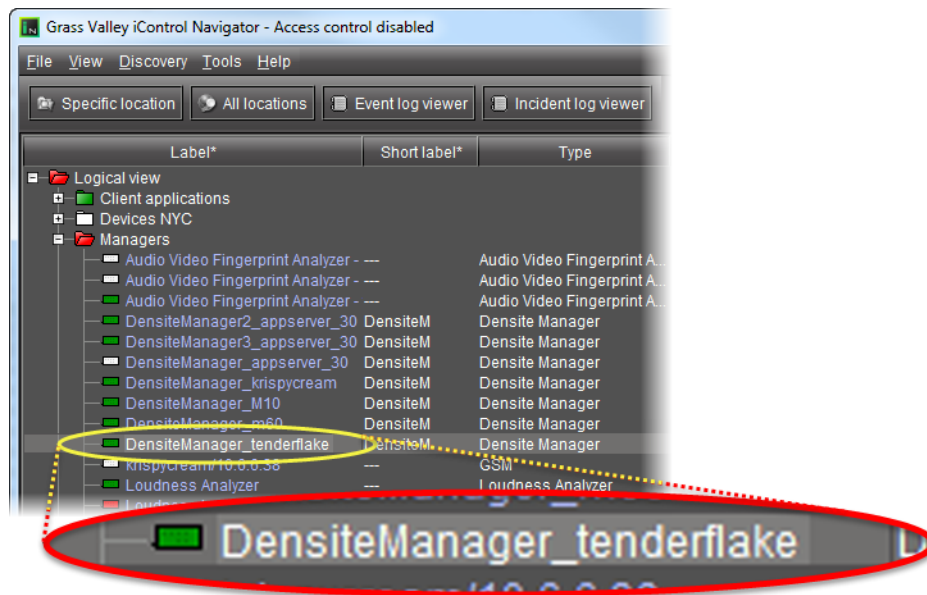 Grass Valley iControl Navigator - Access control disabled
File View Discovery Tools Help
Specific location All locations Event log viewer Incident log viewer
Label* Short label* Type
Logical view
Client applications
Devices NYC
Managers
Audio Video Fingerprint Analyzer - --- Audio Video Fingerprint A...
Audio Video Fingerprint Analyzer - --- Audio Video Fingerprint A...
Audio Video Fingerprint Analyzer - --- Audio Video Fingerprint A...
DensiteManager2_appserver_30 DensiteM Densite Manager
DensiteManager3_appserver_30 DensiteM Densite Manager
DensiteManager_appserver_30 DensiteM Densite Manager
DensiteManager_krispycream DensiteM Densite Manager
DensiteManager_M10 DensiteM Densite Manager
DensiteManager_m60 DensiteM Densite Manager
DensiteManager_tenderflake DensiteM Densite Manager
krispycream/10.6.6.38 --- GSM
Loudness Analyzer --- Loudness Analyzer
DensiteManager_tenderflake D